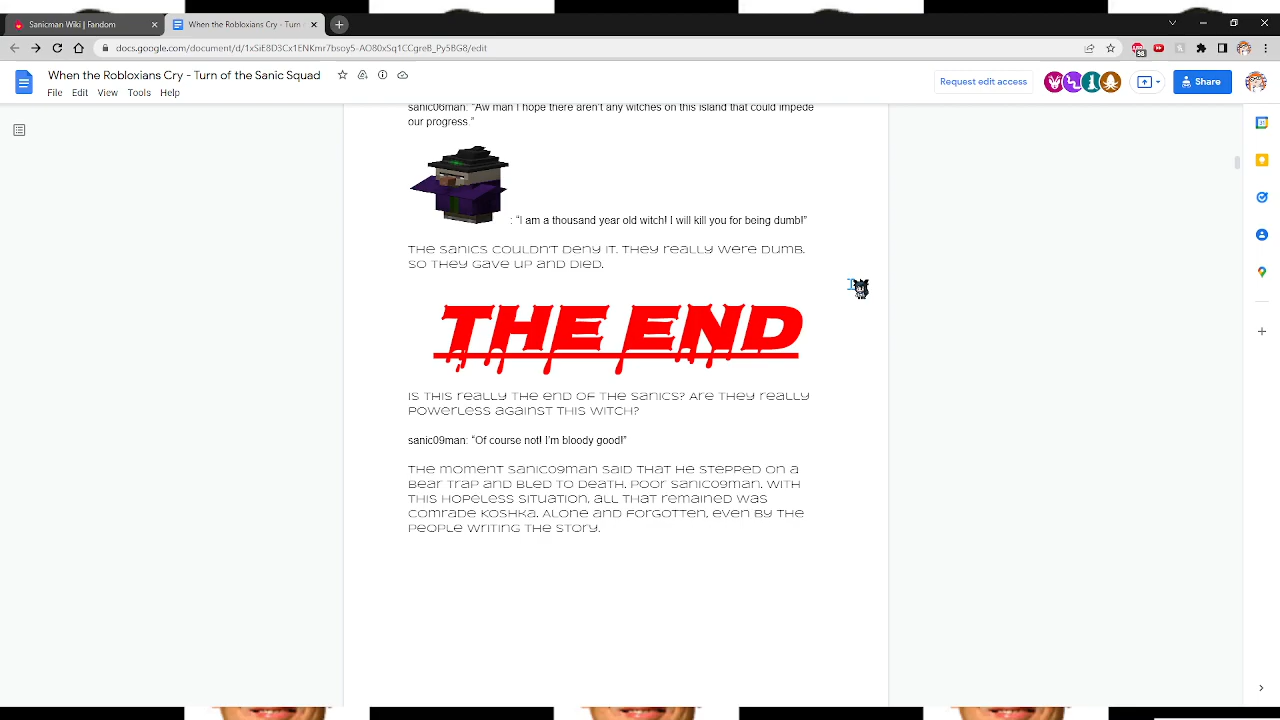 Sanicman Wiki | Fandom
When the Robloxians Cry - Turn
docs.google.com/document/d/1xSiE8D3Cx1ENKmr7bsoy5-AO80xSq1CCgreB_Py5BG8/edit
When the Robloxians Cry - Turn of the Sanic Squad
File Edit View Tools Help
Request edit access
Share
sanic06man: “Aw man I hope there aren't any witches on this island that could impede
our progress.”
: “I am a thousand year old witch! I will kill you for being dumb!”
The Sanics couldn't deny it. They really were dumb.
So they gave up and died.
THE END
Is this really the end of the Sanics? Are they really
powerless against this witch?
sanic09man: “Of course not! I'm bloody good!”
The moment sanic09man said that he stepped on a
bear trap and bled to death. Poor sanic09man. With
this hopeless situation, all that remained was
Comrade Koshka. Alone and forgotten, even by the
people writing the story.